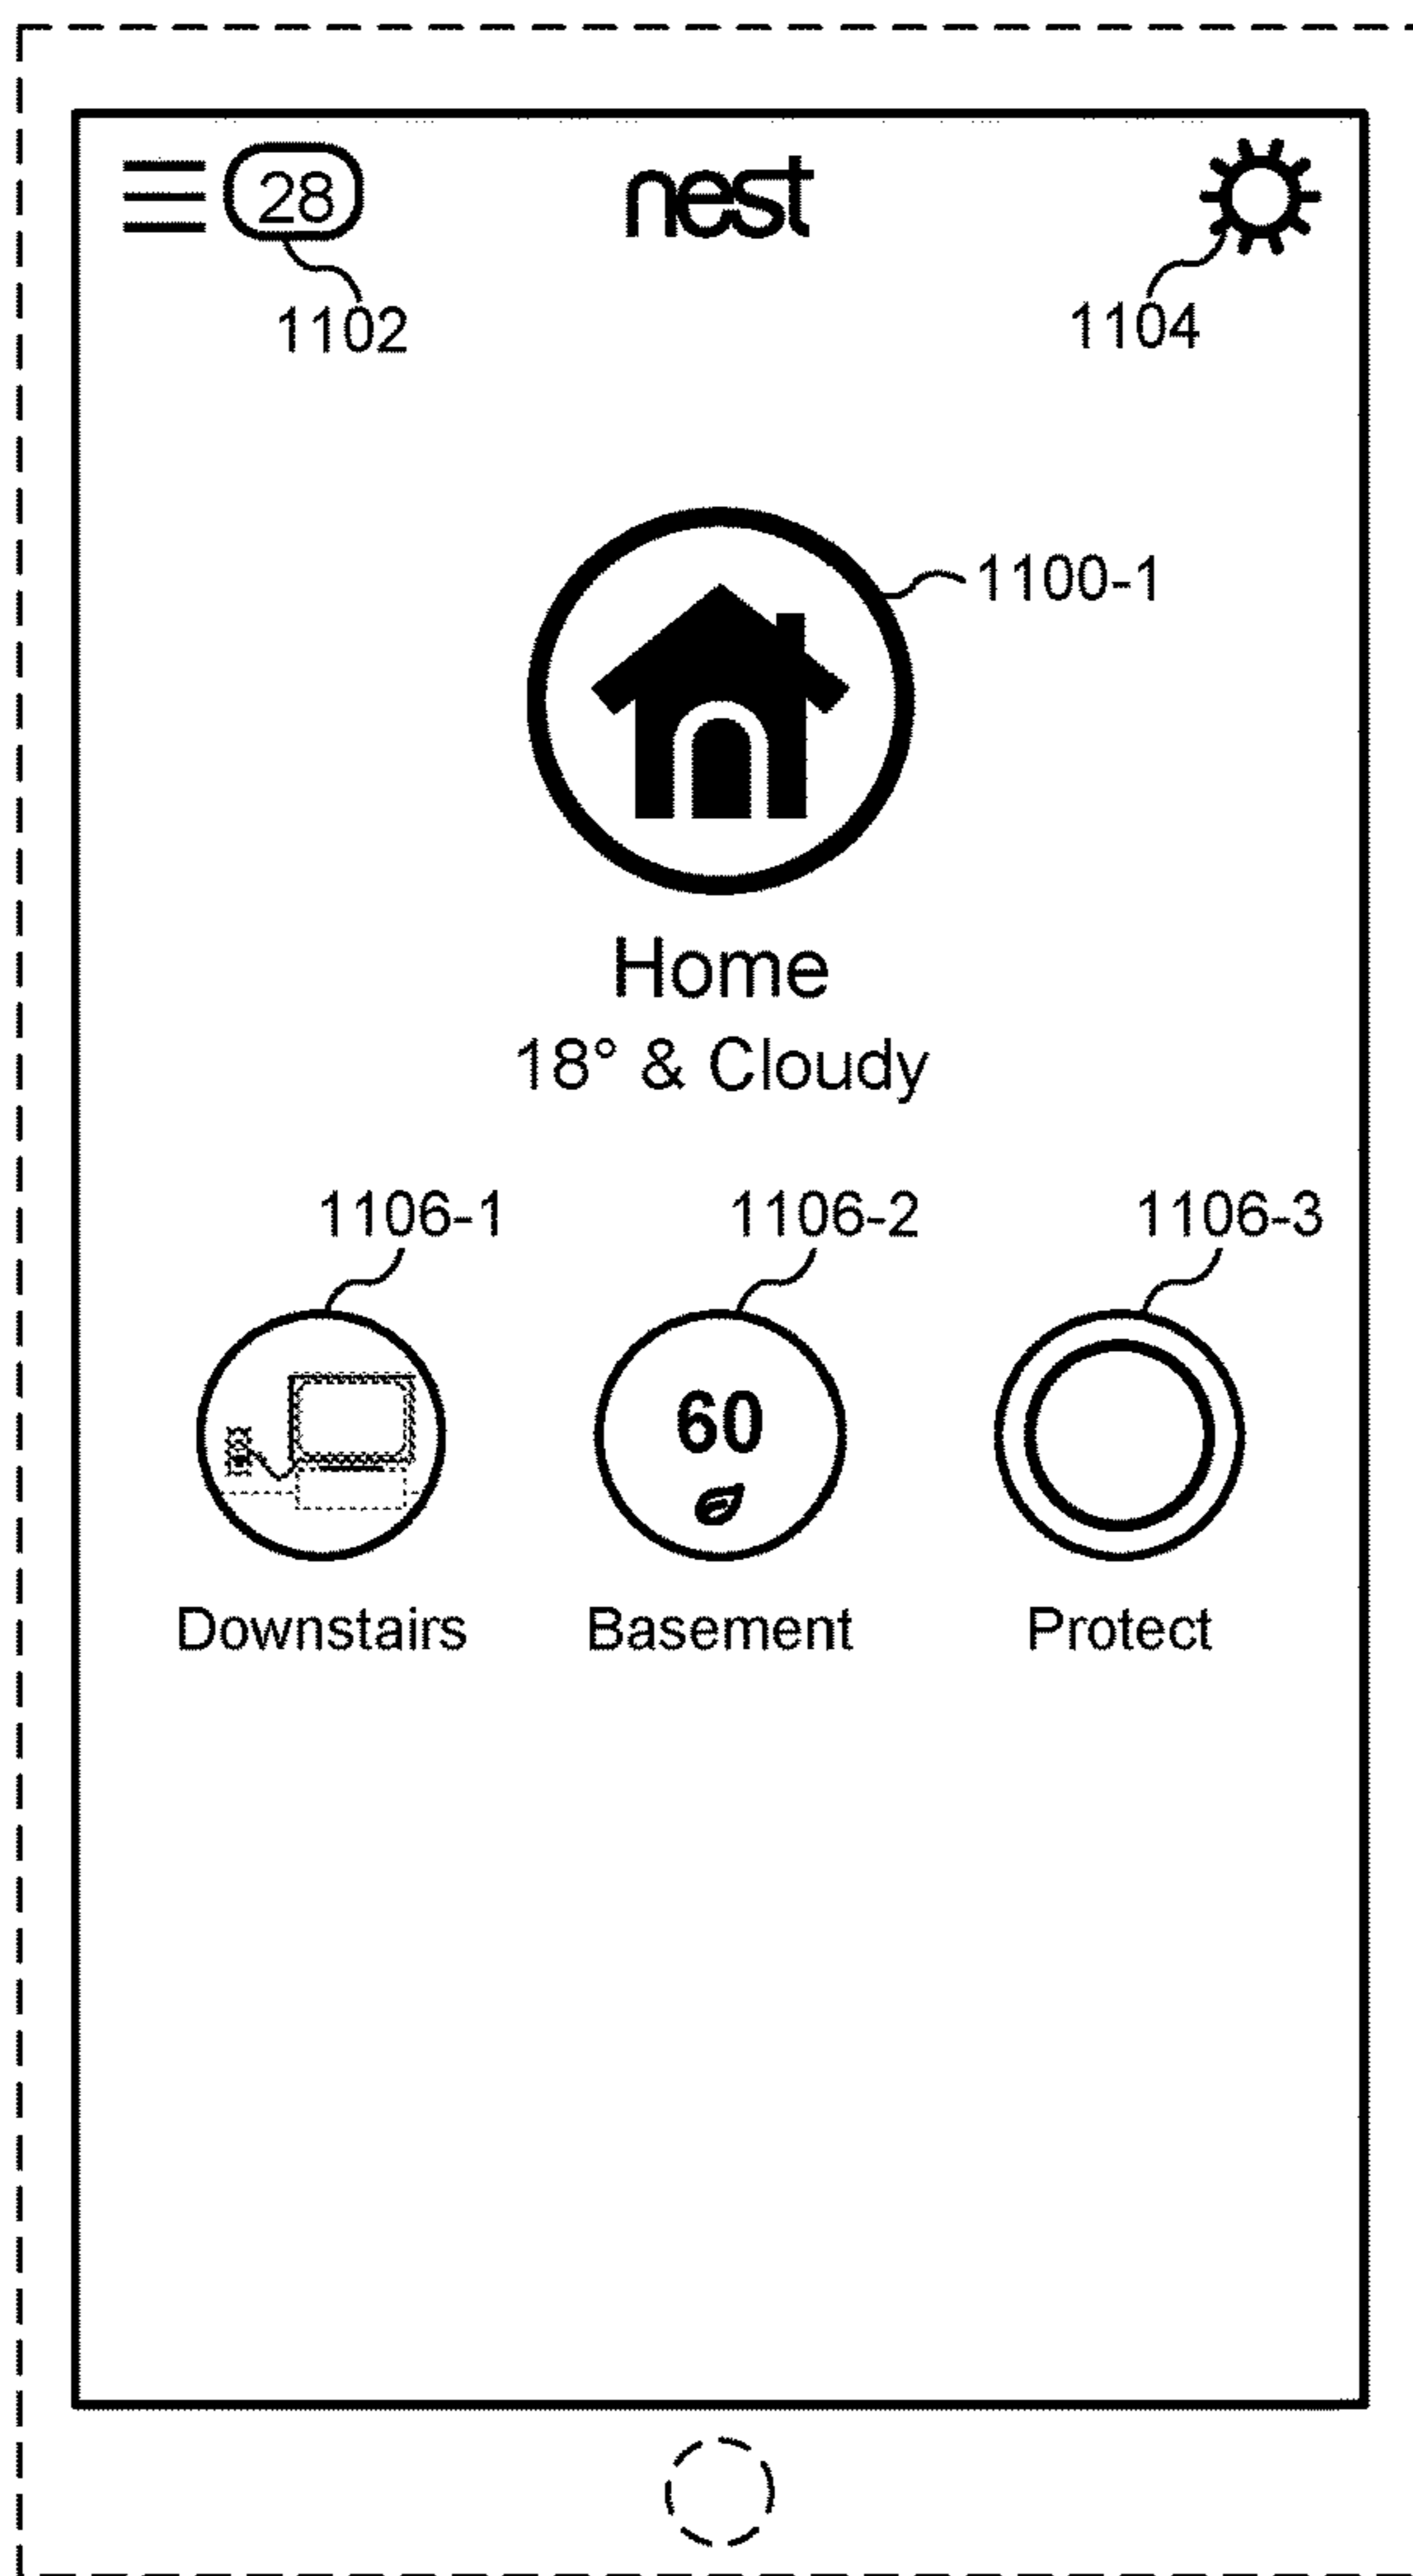 28 nest
1102 1104
1100-1
Home
18° & Cloudy
1106-1 1106-2 1106-3
60
Downstairs Basement Protect